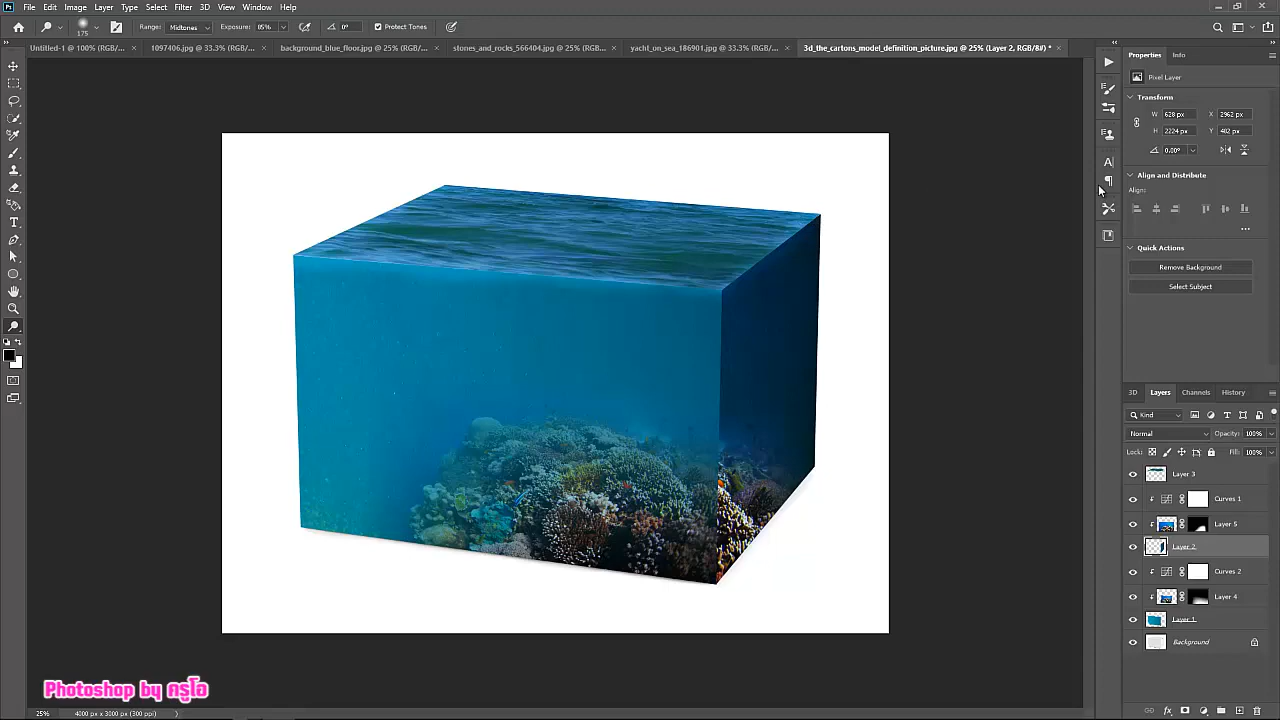 File Edit Image Layer Type Select Filter 3D View Window Help
175 Range: Midtones Exposure: 85% 0° Protect Tones
Untitled-1 @ 100% (RGB/... × 1097406.jpg @ 33.3% (RGB/... × background_blue_floor.jpg @ 25% (RGB/... × stones_and_rocks_566404.jpg @ 25% (RGB... × yacht_on_sea_186901.jpg @ 33.3% (RGB/... × 3d_the_cartons_model_definition_picture.jpg @ 25% (Layer 2, RGB/8#) * ×
Properties Info
Pixel Layer
Transform
W 628 px X 2962 px
H 2224 px Y 482 px
0.00°
Align and Distribute
Align:
Quick Actions
Remove Background
Select Subject
3D Layers Channels History
Kind
Normal Opacity: 100%
Lock: Fill: 100%
Layer 3
Curves 1
Layer 5
Layer 2
Curves 2
Layer 4
Layer 1
Background
Photoshop by ครูโอ
25% 4000 px x 3000 px (300 ppi)